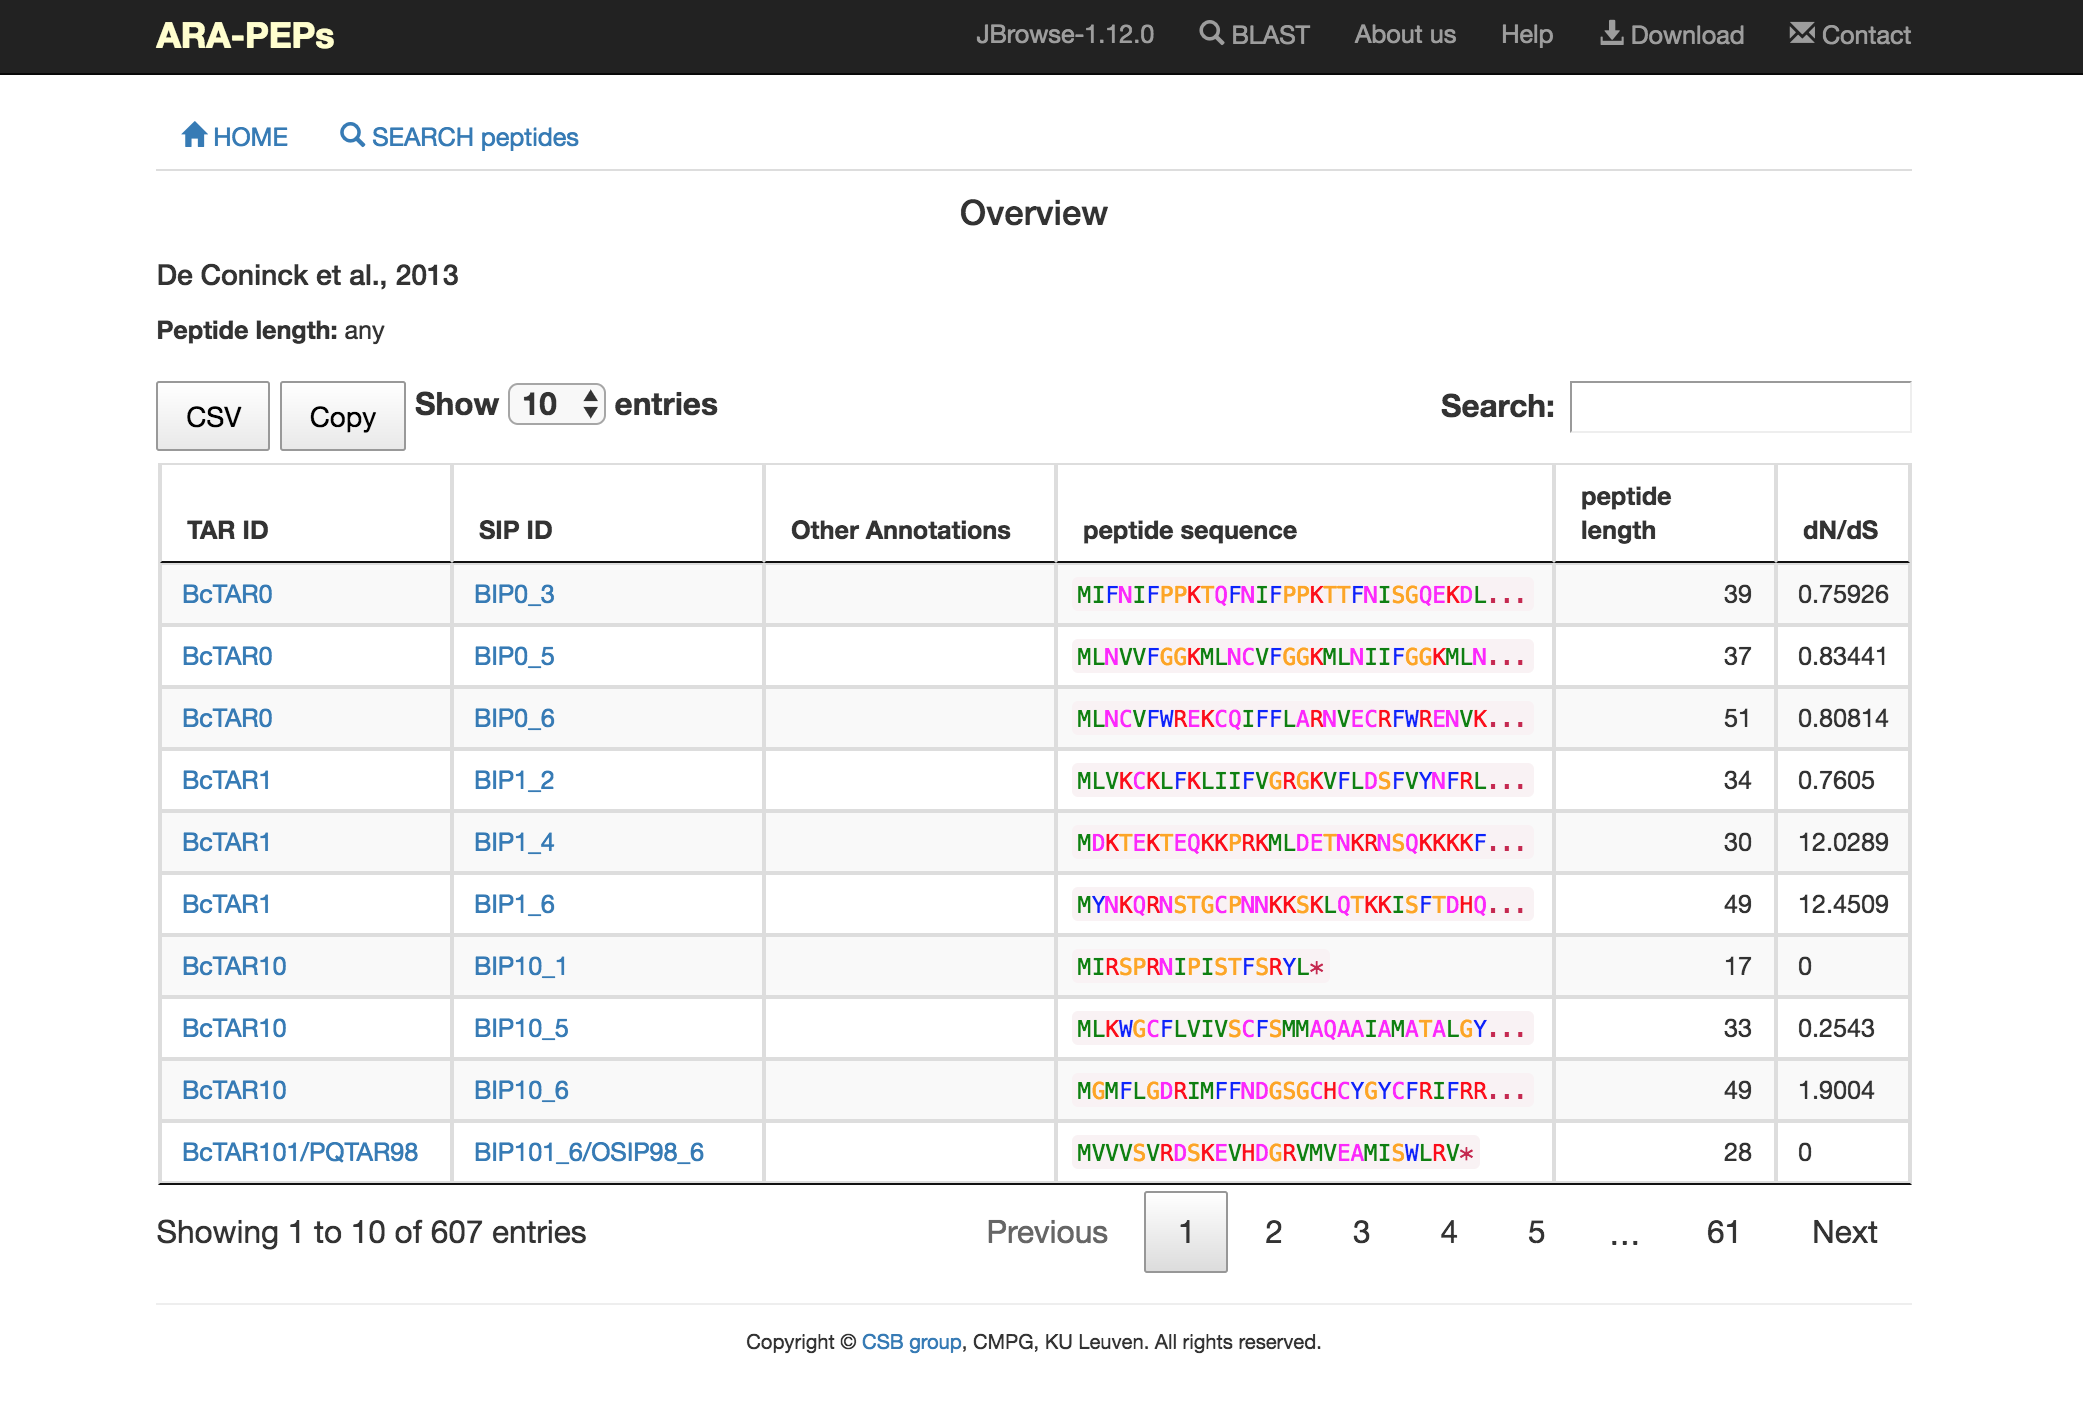 ARA-PEPs JBrowse-1.12.0 BLAST About us Help Download Contact
HOME SEARCH peptides
Overview
De Coninck et al., 2013
Peptide length: any
CSV Copy Show 10 entries Search:
TAR ID SIP ID Other Annotations peptide sequence peptide length dN/dS
BcTAR0 BIP0_3 MIFNIFPPKTQFNIFPPKTTFNISGQEKDL... 39 0.75926
BcTAR0 BIP0_5 MLNVVFGGKMLNCVFGGKMLNIIFGGKMLN... 37 0.83441
BcTAR0 BIP0_6 MLNCVFWREKCQIFFLARNVECRFWRENVK... 51 0.80814
BcTAR1 BIP1_2 MLVKCKLFKLIIFVGRGKVFLDSFVYNFRL... 34 0.7605
BcTAR1 BIP1_4 MDKTEKTEQKKPRKMLDETNKRNSQKKKKF... 30 12.0289
BcTAR1 BIP1_6 MYNKQRNSTGCPNNKKSKLQTKKISFTDHQ... 49 12.4509
BcTAR10 BIP10_1 MIRSPRNIPISTFSRYL* 17 0
BcTAR10 BIP10_5 MLKWGCFLVIVSCFSMMAQAAIAMATALGY... 33 0.2543
BcTAR10 BIP10_6 MGMFLGDRIMFFNDGSGCHCYGYCFRIFRR... 49 1.9004
BcTAR101/PQTAR98 BIP101_6/OSIP98_6 MVVVSVRDSKEVHDGRVMVEAMISWLRV* 28 0
Showing 1 to 10 of 607 entries Previous 1 2 3 4 5 ... 61 Next
Copyright © CSB group, CMPG, KU Leuven. All rights reserved.